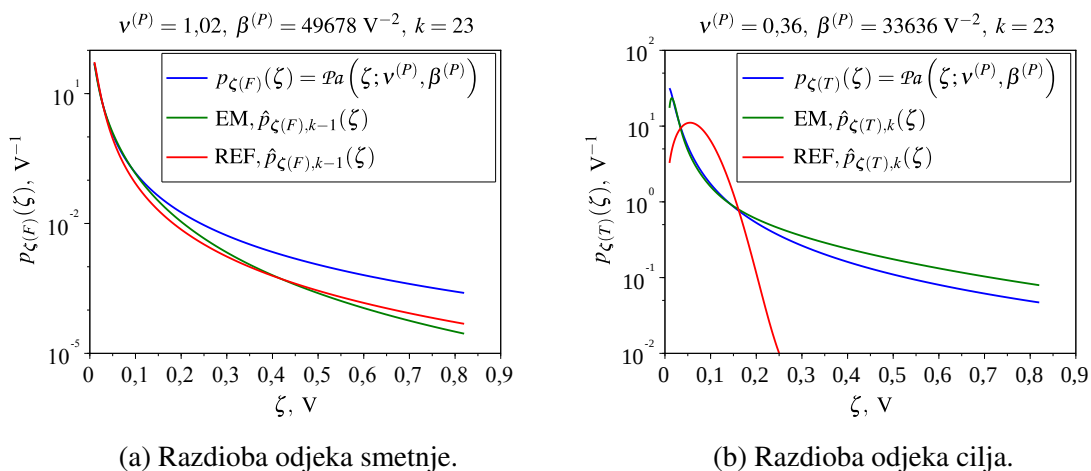 ν^(P) = 1,02, β^(P) = 49678 V^−2, k = 23
p_ζ(F)(ζ) = Pa(ζ; ν^(P), β^(P))
EM, p̂_ζ(F),k−1(ζ)
REF, p̂_ζ(F),k−1(ζ)
p_ζ(F)(ζ), V^−1
10^1
10^-2
10^-5
0 0,1 0,2 0,3 0,4 0,5 0,6 0,7 0,8 0,9
ζ, V
(a) Razdioba odjeka smetnje.
ν^(P) = 0,36, β^(P) = 33636 V^−2, k = 23
p_ζ(T)(ζ) = Pa(ζ; ν^(P), β^(P))
EM, p̂_ζ(T),k(ζ)
REF, p̂_ζ(T),k(ζ)
p_ζ(T)(ζ), V^−1
10^2
10^1
10^0
10^-1
10^-2
0 0,1 0,2 0,3 0,4 0,5 0,6 0,7 0,8 0,9
ζ, V
(b) Razdioba odjeka cilja.